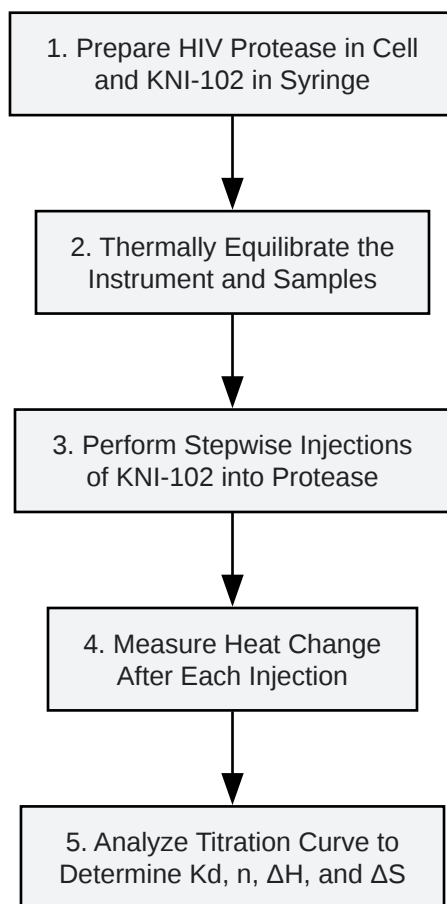 1. Prepare HIV Protease in Cell
and KNI-102 in Syringe
2. Thermally Equilibrate the
Instrument and Samples
3. Perform Stepwise Injections
of KNI-102 into Protease
4. Measure Heat Change
After Each Injection
5. Analyze Titration Curve to
Determine Kd, n, ΔH, and ΔS